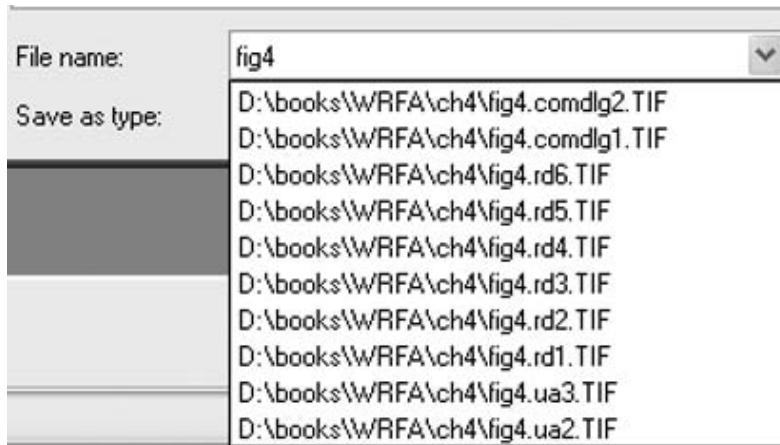 File name: fig4
Save as type:
D:\books\WRFA\ch4\fig4.comdlg2.TIF
D:\books\WRFA\ch4\fig4.comdlg1.TIF
D:\books\WRFA\ch4\fig4.rd6.TIF
D:\books\WRFA\ch4\fig4.rd5.TIF
D:\books\WRFA\ch4\fig4.rd4.TIF
D:\books\WRFA\ch4\fig4.rd3.TIF
D:\books\WRFA\ch4\fig4.rd2.TIF
D:\books\WRFA\ch4\fig4.rd1.TIF
D:\books\WRFA\ch4\fig4.ua3.TIF
D:\books\WRFA\ch4\fig4.ua2.TIF